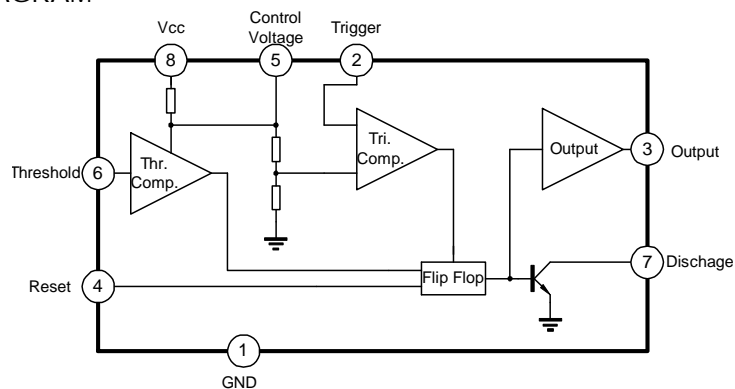 Control
Vcc
Voltage
Trigger
8
5
2
Threshold
6
Thr.
Comp.
Tri.
Comp.
Output
3
Output
Reset
4
Flip Flop
7
Dischage
1
GND